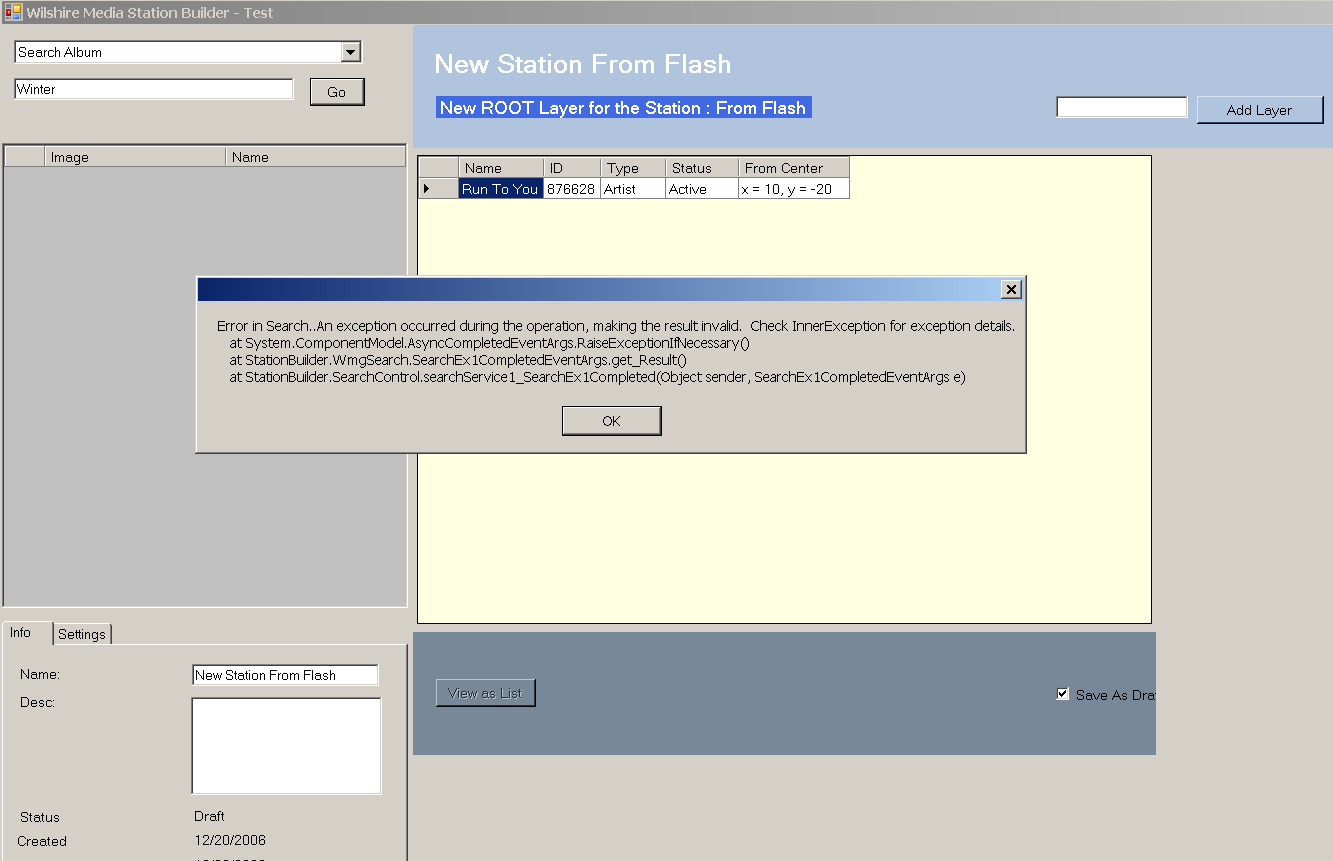 Wilshire Media Station Builder - Test
Search Album
Winter
Go
Image Name
New Station From Flash
New ROOT Layer for the Station : From Flash
Add Layer
Name ID Type Status From Center
Run To You 876628 Artist Active x = 10, y = -20
Error in Search..An exception occurred during the operation, making the result invalid. Check InnerException for exception details.
at System.ComponentModel.AsyncCompletedEventArgs.RaiseExceptionIfNecessary()
at StationBuilder.WmgSearch.SearchEx1CompletedEventArgs.get_Result()
at StationBuilder.SearchControl.searchService1_SearchEx1Completed(Object sender, SearchEx1CompletedEventArgs e)
OK
Info Settings
Name: New Station From Flash
Desc:
Status Draft
Created 12/20/2006
View as List
Save As Dra